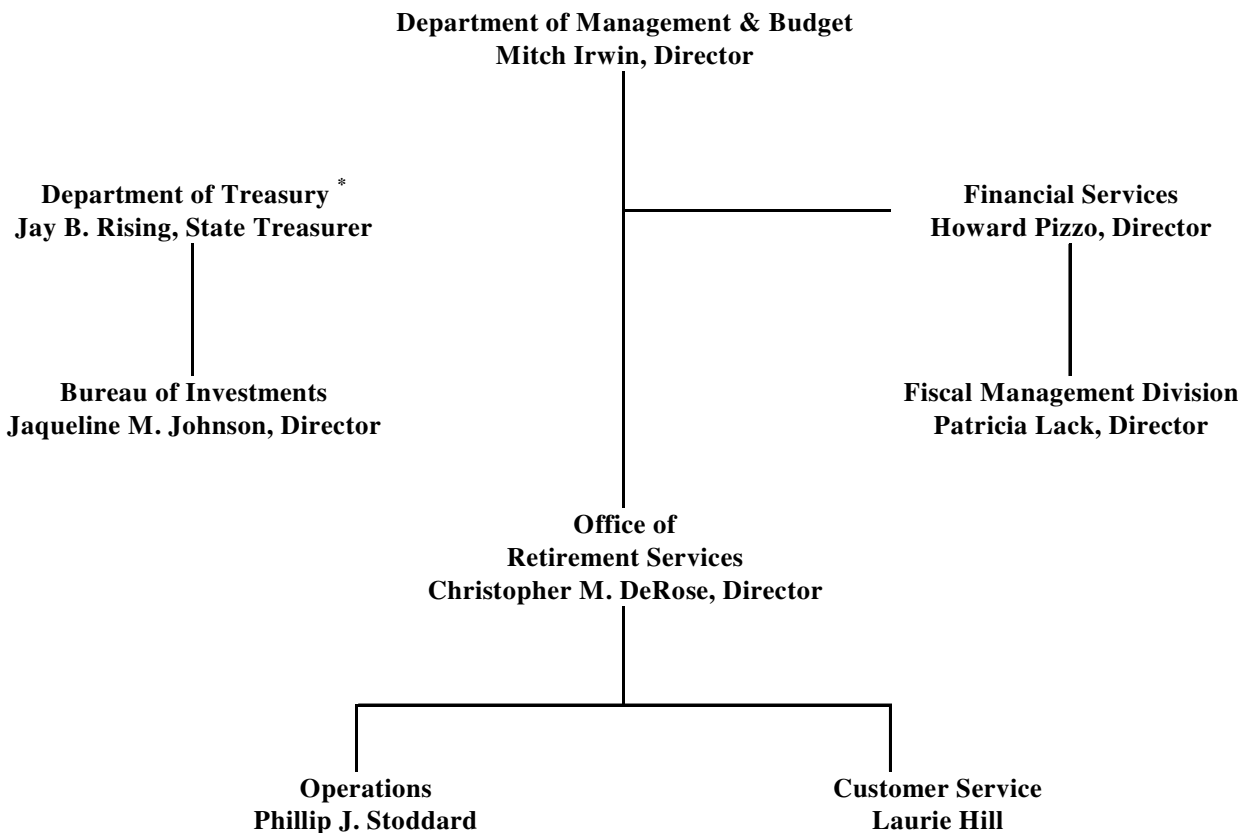 Department of Management & Budget
Mitch Irwin, Director
Department of Treasury *
Jay B. Rising, State Treasurer
Financial Services
Howard Pizzo, Director
Bureau of Investments
Jaqueline M. Johnson, Director
Fiscal Management Division
Patricia Lack, Director
Office of
Retirement Services
Christopher M. DeRose, Director
Operations
Phillip J. Stoddard
Customer Service
Laurie Hill